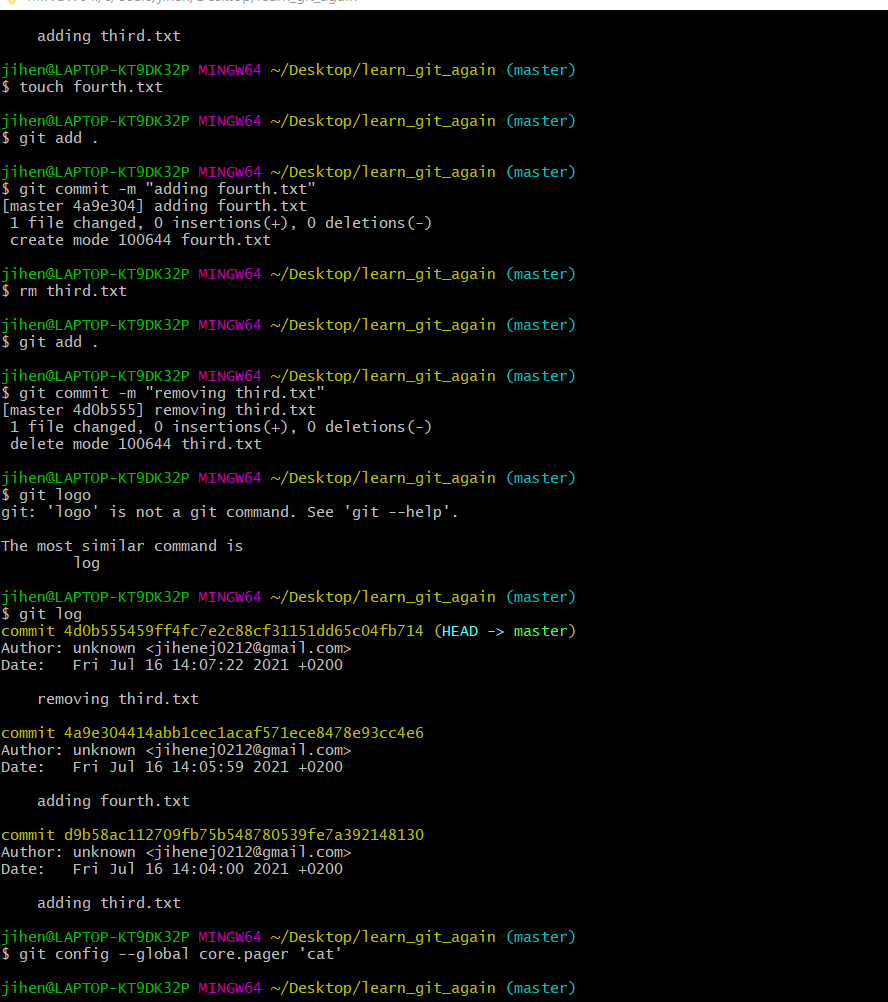 adding third.txt
jihen@LAPTOP-KT9DK32P MINGW64 ~/Desktop/learn_git_again (master)
$ touch fourth.txt
jihen@LAPTOP-KT9DK32P MINGW64 ~/Desktop/learn_git_again (master)
$ git add .
jihen@LAPTOP-KT9DK32P MINGW64 ~/Desktop/learn_git_again (master)
$ git commit -m "adding fourth.txt"
[master 4a9e304] adding fourth.txt
 1 file changed, 0 insertions(+), 0 deletions(-)
 create mode 100644 fourth.txt
jihen@LAPTOP-KT9DK32P MINGW64 ~/Desktop/learn_git_again (master)
$ rm third.txt
jihen@LAPTOP-KT9DK32P MINGW64 ~/Desktop/learn_git_again (master)
$ git add .
jihen@LAPTOP-KT9DK32P MINGW64 ~/Desktop/learn_git_again (master)
$ git commit -m "removing third.txt"
[master 4d0b555] removing third.txt
 1 file changed, 0 insertions(+), 0 deletions(-)
 delete mode 100644 third.txt
jihen@LAPTOP-KT9DK32P MINGW64 ~/Desktop/learn_git_again (master)
$ git logo
git: 'logo' is not a git command. See 'git --help'.
The most similar command is
log
jihen@LAPTOP-KT9DK32P MINGW64 ~/Desktop/learn_git_again (master)
$ git log
commit 4d0b555459ff4fc7e2c88cf31151dd65c04fb714 (HEAD -> master)
Author: unknown <jihenej0212@gmail.com>
Date:   Fri Jul 16 14:07:22 2021 +0200
removing third.txt
commit 4a9e304414abb1cec1acaf571ece8478e93cc4e6
Author: unknown <jihenej0212@gmail.com>
Date:   Fri Jul 16 14:05:59 2021 +0200
adding fourth.txt
commit d9b58ac112709fb75b548780539fe7a392148130
Author: unknown <jihenej0212@gmail.com>
Date:   Fri Jul 16 14:04:00 2021 +0200
adding third.txt
jihen@LAPTOP-KT9DK32P MINGW64 ~/Desktop/learn_git_again (master)
$ git config --global core.pager 'cat'
jihen@LAPTOP-KT9DK32P MINGW64 ~/Desktop/learn_git_again (master)